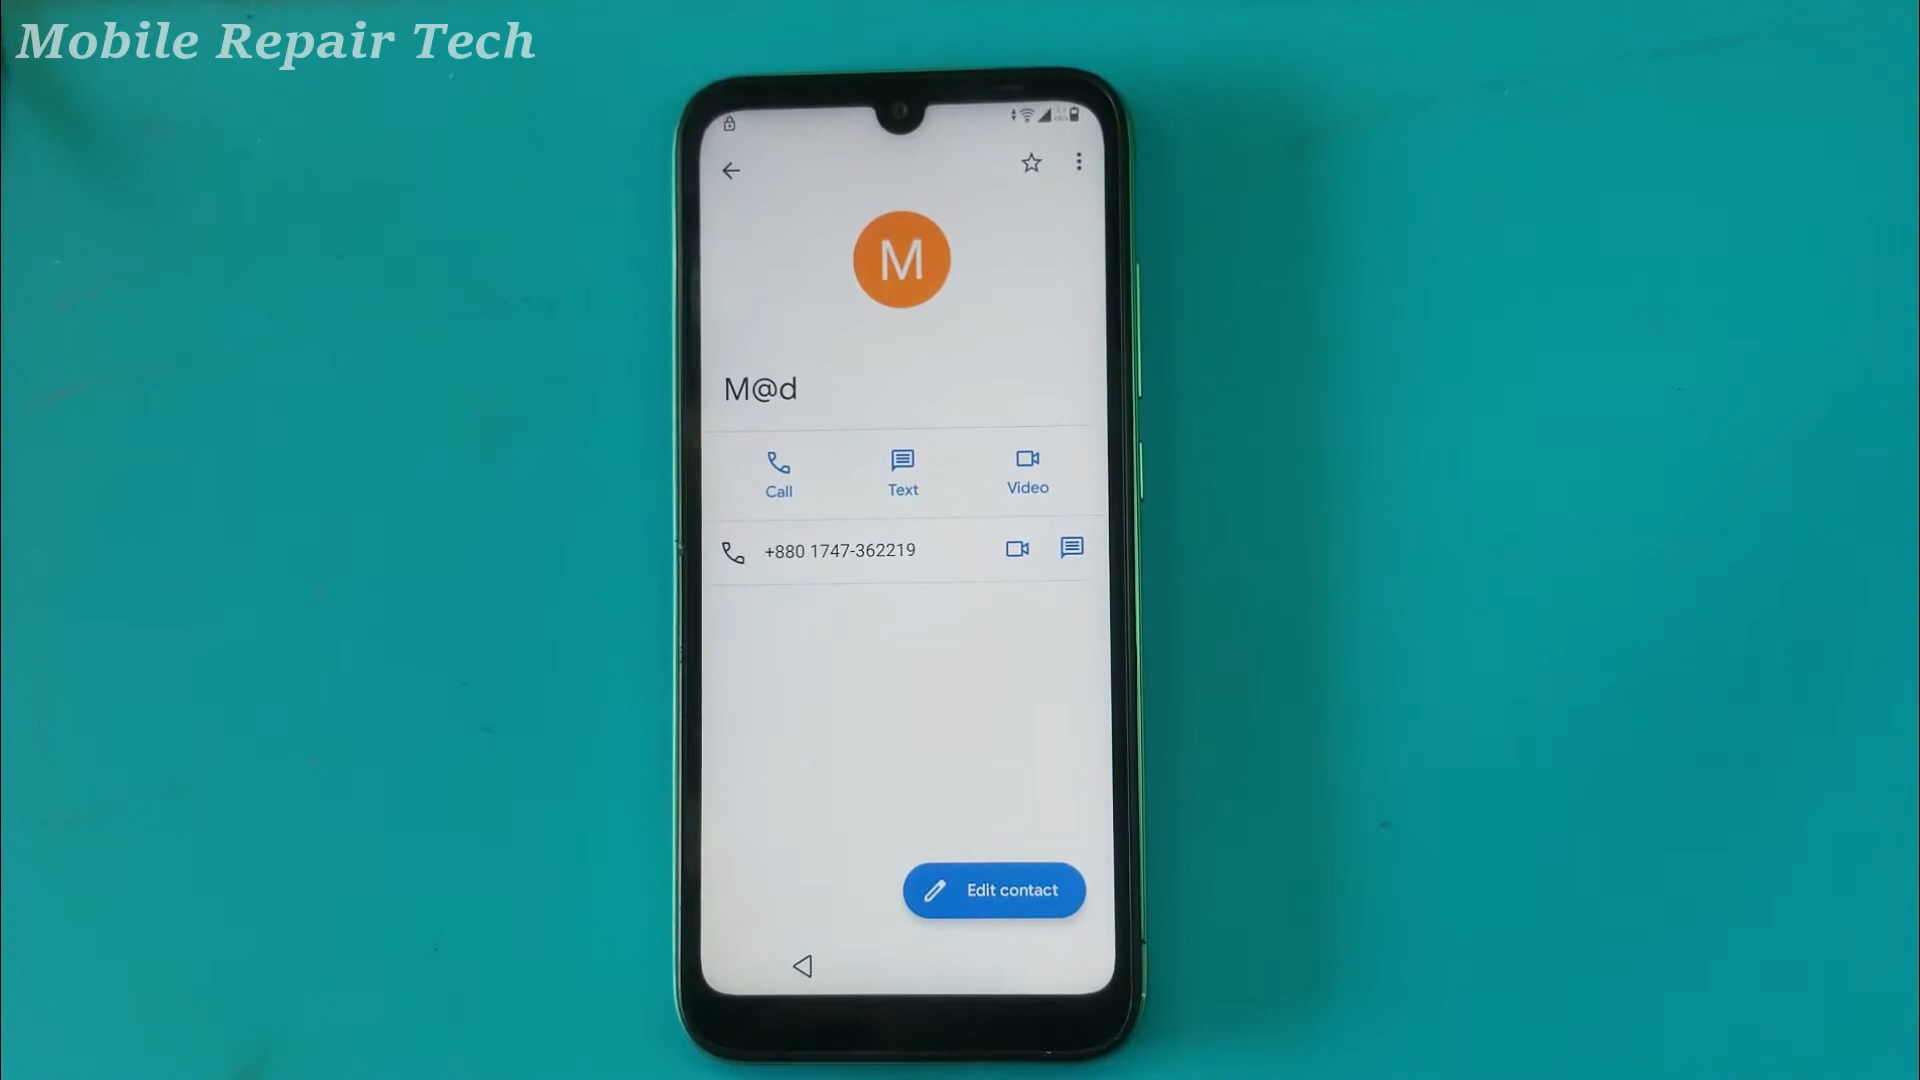 Mobile Repair Tech
M
M@d
Call Text Video
+880 1747-362219
Edit contact